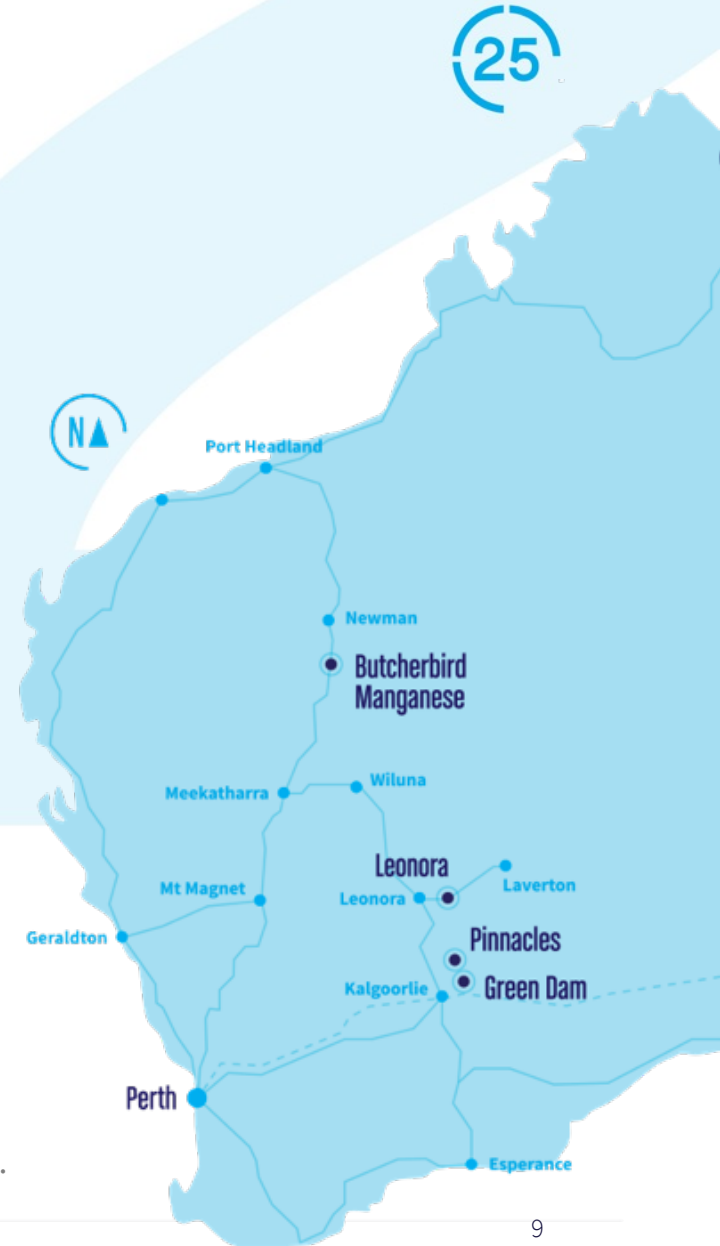 25
N
Port Headland
Newman
Butcherbird
Manganese
Wiluna
Meekatharra
Leonora
Laverton
Mt Magnet
Leonora
Geraldton
Pinnacles
Kalgoorlie
Green Dam
Perth
Esperance
.
9